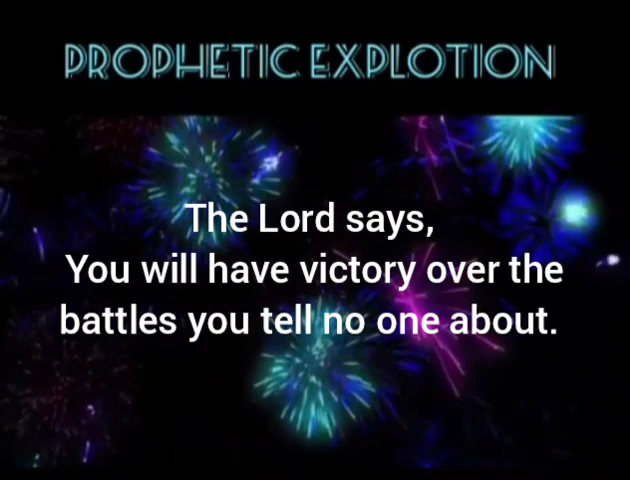 PROPHETIC EXPLOTION
The Lord says,
You will have victory over the
battles you tell no one about.